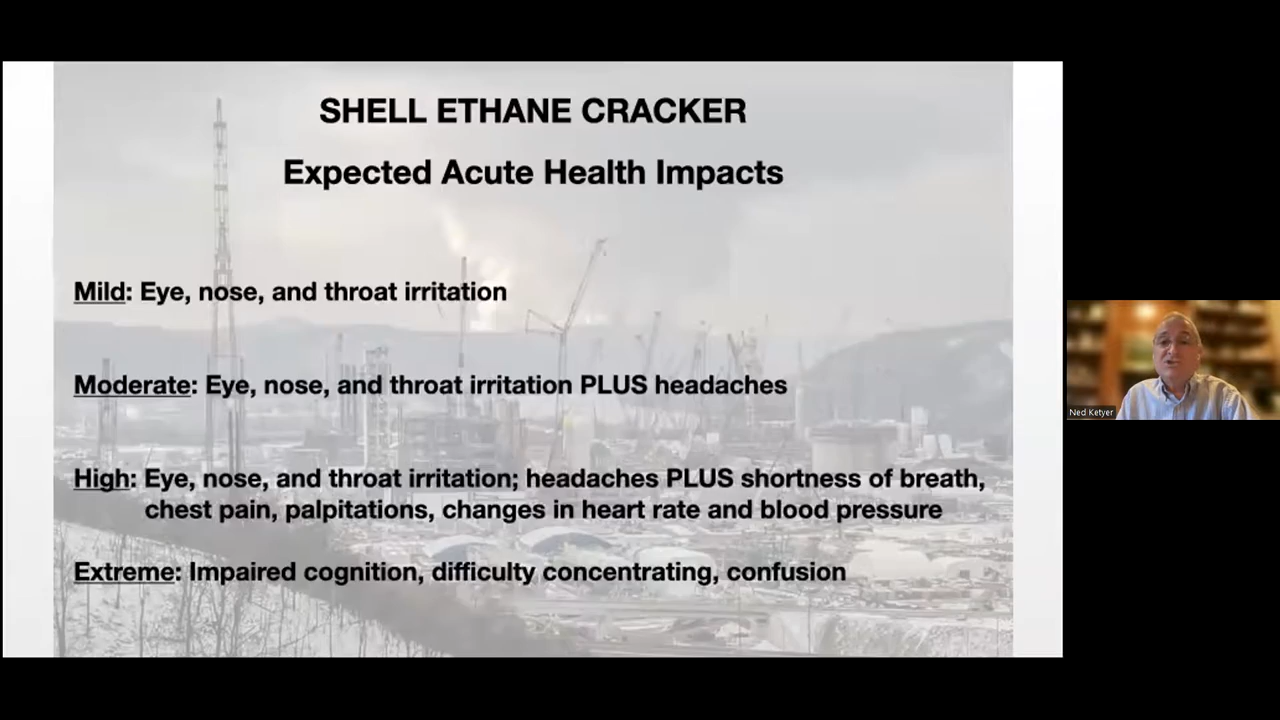 SHELL ETHANE CRACKER
Expected Acute Health Impacts
Mild: Eye, nose, and throat irritation
Moderate: Eye, nose, and throat irritation PLUS headaches
High: Eye, nose, and throat irritation; headaches PLUS shortness of breath,
chest pain, palpitations, changes in heart rate and blood pressure
Extreme: Impaired cognition, difficulty concentrating, confusion
Ned Ketyer